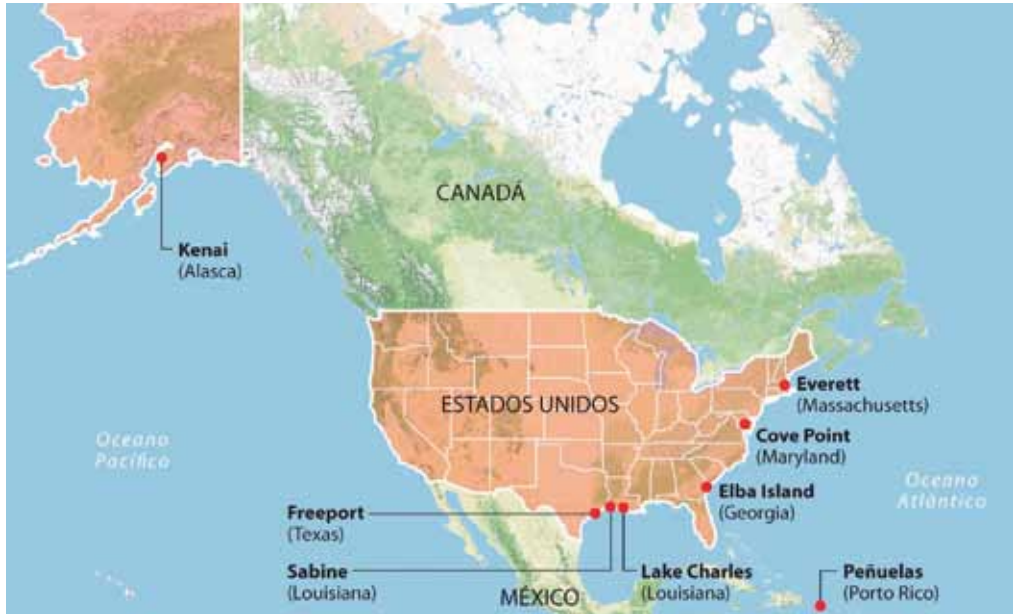 CANADÁ
Kenai
(Alasca)
ESTADOS UNIDOS
Everett
(Massachusetts)
Cove Point
(Maryland)
Oceano
Pacífico
Elba Island
(Georgia)
Oceano
Atlântico
Freeport
(Texas)
Sabine
(Louisiana)
Lake Charles
(Louisiana)
Peñuelas
(Porto Rico)
MÉXICO